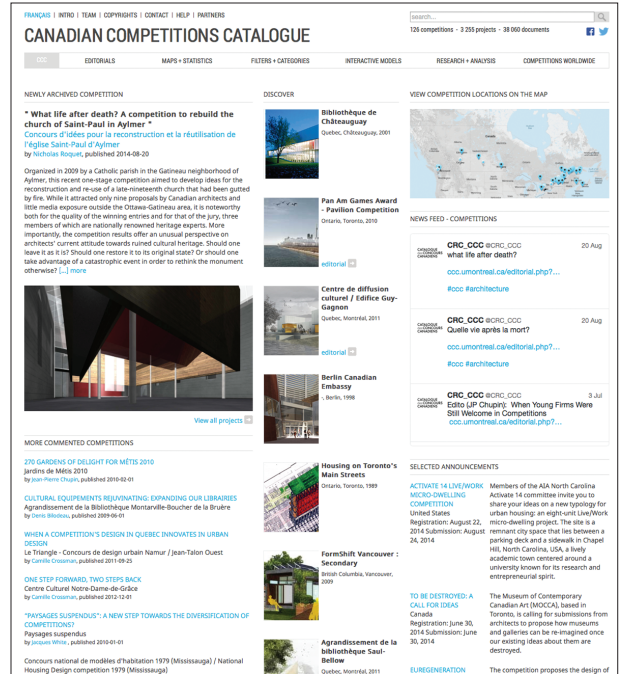 FRANÇAIS | INTRO | TEAM | COPYRIGHTS | CONTACT | HELP | PARTNERS
search...
CANADIAN COMPETITIONS CATALOGUE
126 competitions - 3 255 projects - 38 060 documents
CCC
EDITORIALS
MAPS + STATISTICS
FILTERS + CATEGORIES
INTERACTIVE MODELS
RESEARCH + ANALYSIS
COMPETITIONS WORLDWIDE
NEWLY ARCHIVED COMPETITION
" What life after death? A competition to rebuild the
church of Saint-Paul in Aylmer "
Concours d'idées pour la reconstruction et la réutilisation de
l'église Saint-Paul d'Aylmer
by Nicholas Roquet, published 2014-08-20
Organized in 2009 by a Catholic parish in the Gatineau neighborhood of
Aylmer, this recent one-stage competition aimed to develop ideas for the
reconstruction and re-use of a late-nineteenth church that had been gutted
by fire. While it attracted only nine proposals by Canadian architects and
little media exposure outside the Ottawa-Gatineau area, it is noteworthy
both for the quality of the winning entries and for that of the jury, three
members of which are nationally renowned heritage experts. More
importantly, the competition results offer an unusual perspective on
architects' current attitude towards ruined cultural heritage. Should one
leave it as it is? Should one restore it to its original state? Or should one
take advantage of a catastrophic event in order to rethink the monument
otherwise? [...] more
View all projects
MORE COMMENTED COMPETITIONS
270 GARDENS OF DELIGHT FOR MÉTIS 2010
Jardins de Métis 2010
by Jean-Pierre Chupin, published 2010-02-01
CULTURAL EQUIPEMENTS REJUVINATING: EXPANDING OUR LIBRAIRIES
Agrandissement de la Bibliothèque Montarville-Boucher de la Bruère
by Denis Bilodeau, published 2009-06-01
WHEN A COMPETITION'S DESIGN IN QUEBEC INNOVATES IN URBAN
DESIGN
Le Triangle - Concours de design urbain Namur / Jean-Talon Ouest
by Camille Crossman, published 2011-09-25
ONE STEP FORWARD, TWO STEPS BACK
Centre Culturel Notre-Dame-de-Grâce
by Camille Crossman, published 2012-12-01
"PAYSAGES SUSPENDUS": A NEW STEP TOWARDS THE DIVERSIFICATION OF
COMPETITIONS?
Paysages suspendus
by Jacques White , published 2010-01-01
Concours national de modèles d'habitation 1979 (Mississauga) / National
Housing Design competition 1979 (Mississauga)
DISCOVER
Bibliothèque de
Châteauguay
Quebec, Châteauguay, 2001
Pan Am Games Award
- Pavilion Competition
Ontario, Toronto, 2010
editorial
Centre de diffusion
culturel / Edifice Guy-
Gagnon
Quebec, Montréal, 2011
editorial
Berlin Canadian
Embassy
-, Berlin, 1998
Housing on Toronto's
Main Streets
Ontario, Toronto, 1989
FormShift Vancouver :
Secondary
British Columbia, Vancouver,
2009
Agrandissement de la
bibliothèque Saul-
Bellow
Quebec, Montréal, 2011
VIEW COMPETITION LOCATIONS ON THE MAP
NEWS FEED - COMPETITIONS
CRC_CCC @CRC_CCC 20 Aug
what life after death?
ccc.umontreal.ca/editorial.php?...
#ccc #architecture
CRC_CCC @CRC_CCC 20 Aug
Quelle vie après la mort?
ccc.umontreal.ca/editorial.php?...
#ccc #architecture
CRC_CCC @CRC_CCC 3 Jul
Edito (JP Chupin): When Young Firms Were
Still Welcome in Competitions
ccc.umontreal.ca/editorial.php?...
SELECTED ANNOUNCEMENTS
ACTIVATE 14 LIVE/WORK
MICRO-DWELLING
COMPETITION
United States
Registration: August 22,
2014 Submission: August
24, 2014
Members of the AIA North Carolina
Activate 14 committee invite you to
share your ideas on a new typology for
urban housing: an eight-unit Live/Work
micro-dwelling project. The site is a
remnant city space that lies between a
parking deck and a sidewalk in Chapel
Hill, North Carolina, USA, a lively
academic town centered around a
university known for its research and
entrepreneurial spirit.
TO BE DESTROYED: A
CALL FOR IDEAS
Canada
Registration: June 30,
2014 Submission: June
30, 2014
The Museum of Contemporary
Canadian Art (MOCCA), based in
Toronto, is calling for submissions from
architects to propose how museums
and galleries can be re-imagined once
our existing ideas about them are
destroyed.
EUREGENERATION
The competition proposes the design of